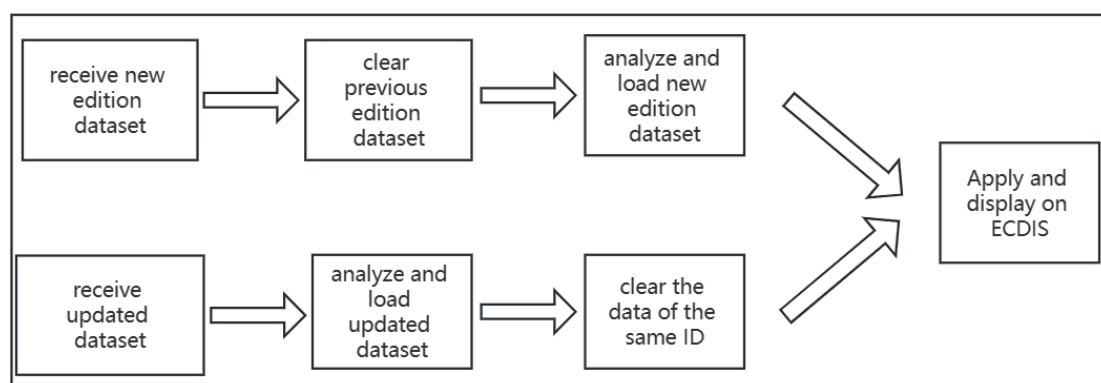 receive new
edition
dataset
clear
previous
edition
dataset
analyze and
load new
edition
dataset
Apply and
display on
ECDIS
receive
updated
dataset
analyze and
load
updated
dataset
clear the
data of the
same ID